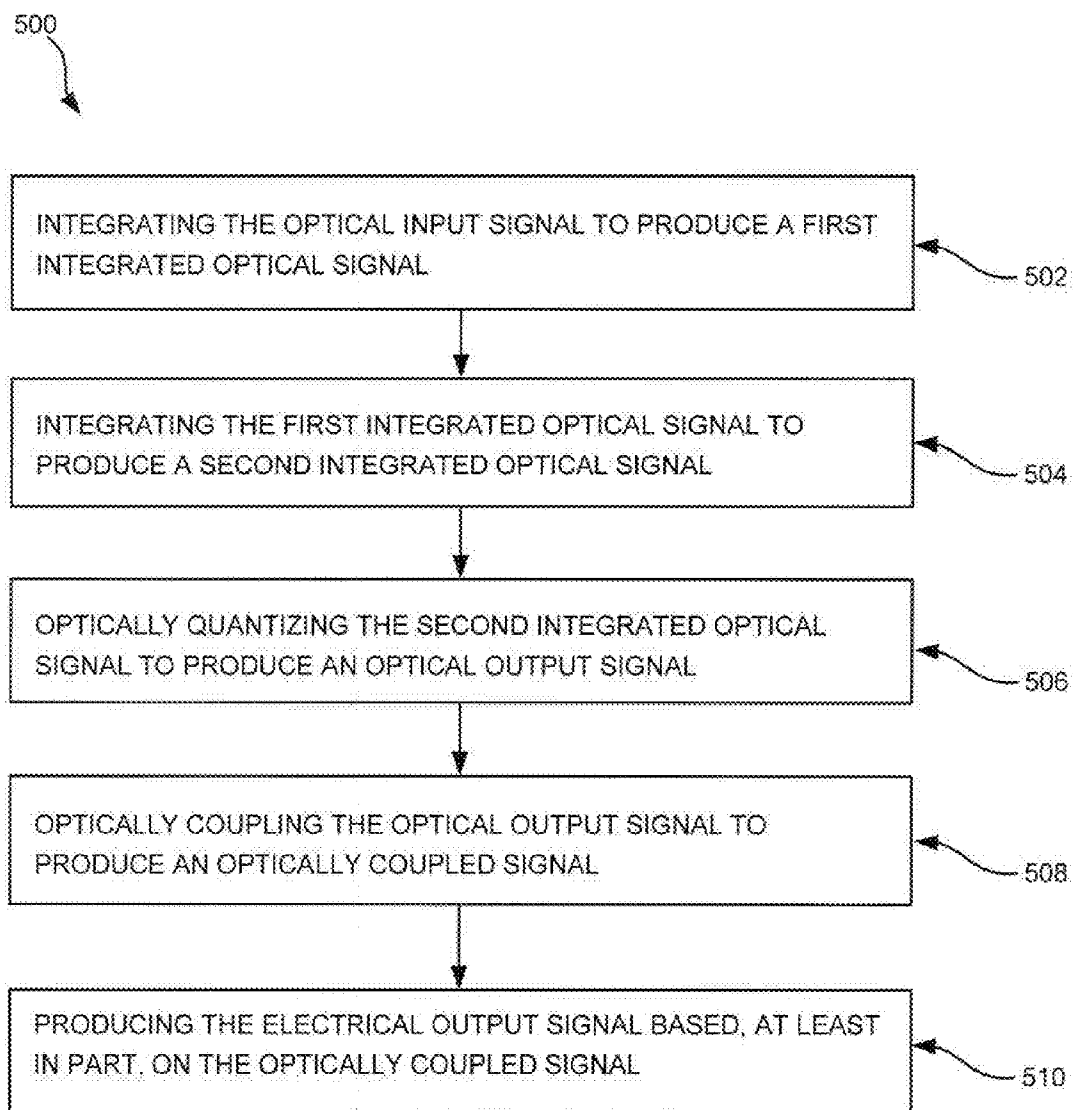 500
INTEGRATING THE OPTICAL INPUT SIGNAL TO PRODUCE A FIRST
INTEGRATED OPTICAL SIGNAL
502
INTEGRATING THE FIRST INTEGRATED OPTICAL SIGNAL TO
PRODUCE A SECOND INTEGRATED OPTICAL SIGNAL
504
OPTICALLY QUANTIZING THE SECOND INTEGRATED OPTICAL
SIGNAL TO PRODUCE AN OPTICAL OUTPUT SIGNAL
506
OPTICALLY COUPLING THE OPTICAL OUTPUT SIGNAL TO
PRODUCE AN OPTICALLY COUPLED SIGNAL
508
PRODUCING THE ELECTRICAL OUTPUT SIGNAL BASED, AT LEAST
IN PART, ON THE OPTICALLY COUPLED SIGNAL
510